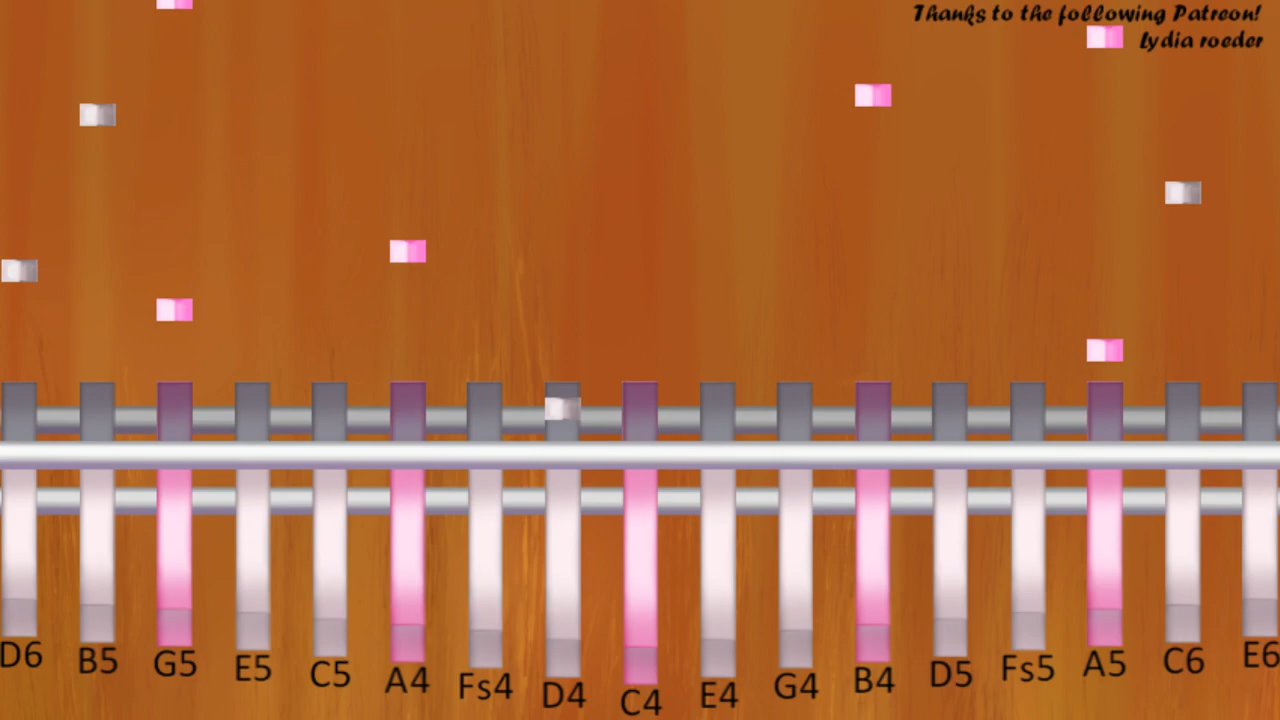 Thanks to the following Patreon!
Lydia roeder
D6 B5 G5 E5 C5 A4 Fs4 D4 C4 E4 G4 B4 D5 Fs5 A5 C6 E6